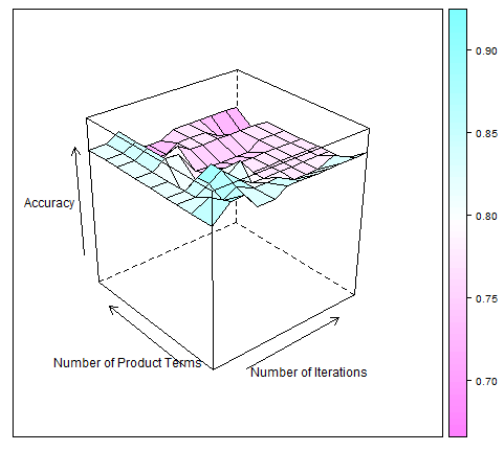 0.90
0.85
Accuracy
0.80
0.75
Number of Product Terms
Number of Iterations
0.70